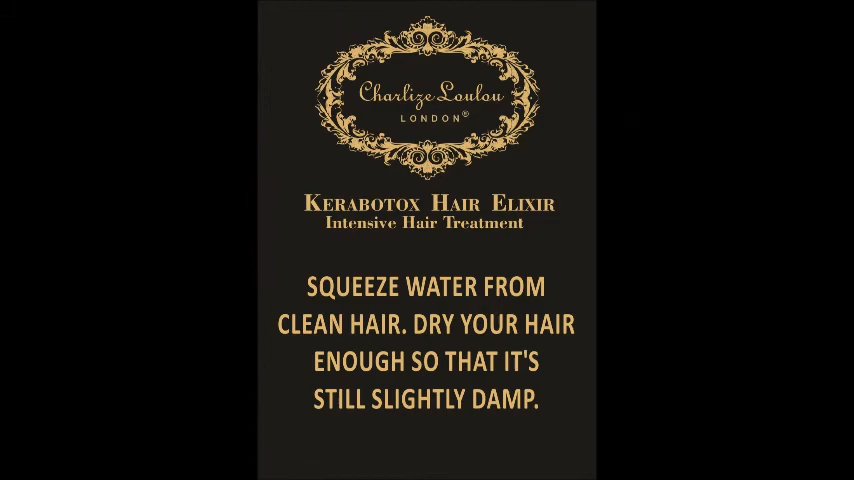 Charlize Loulou
LONDON®
KERABOTOX HAIR ELIXIR
Intensive Hair Treatment
SQUEEZE WATER FROM
CLEAN HAIR. DRY YOUR HAIR
ENOUGH SO THAT IT'S
STILL SLIGHTLY DAMP.